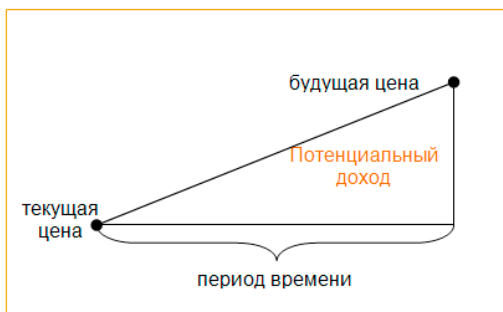 будущая цена
Потенциальный
доход
текущая
цена
период времени